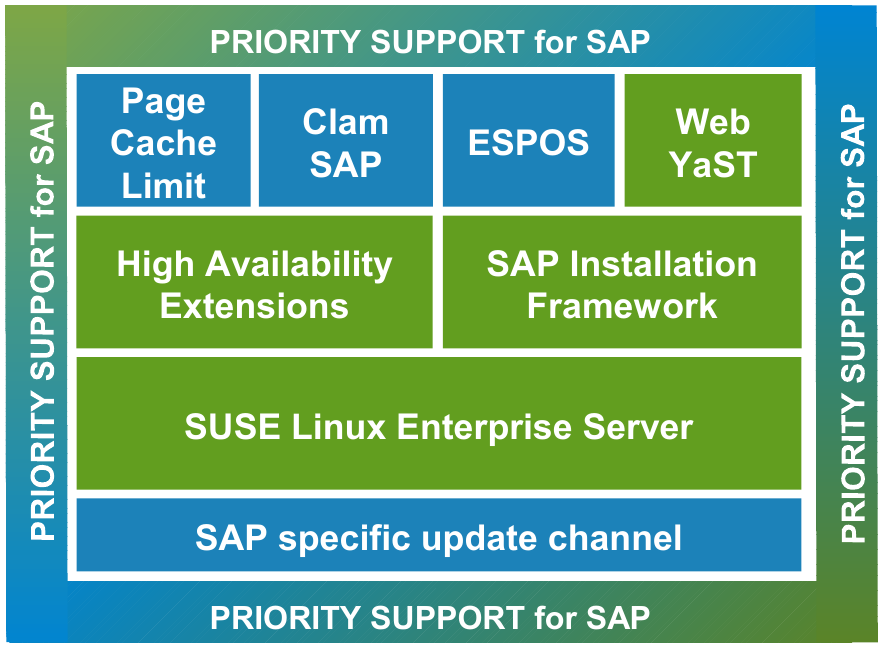 PRIORITY SUPPORT for SAP
PRIORITY SUPPORT for SAP
Page
Cache
Limit
Clam
SAP
ESPOS
Web
YaST
High Availability
Extensions
SAP Installation
Framework
SUSE Linux Enterprise Server
SAP specific update channel
PRIORITY SUPPORT for SAP
PRIORITY SUPPORT for SAP